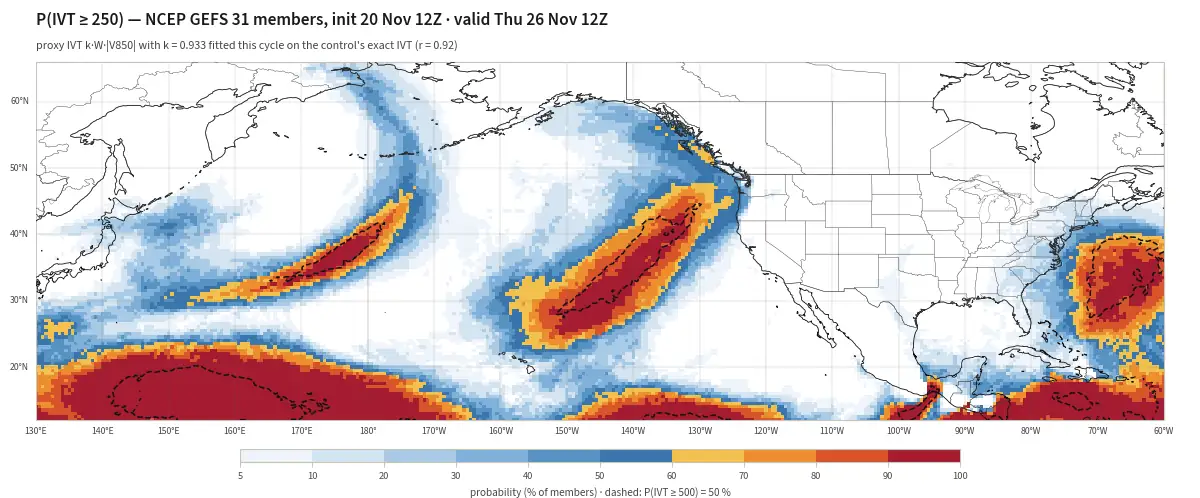 P(IVT ≥ 250) — NCEP GEFS 31 members, init 20 Nov 12Z · valid Thu 26 Nov 12Z
proxy IVT k·W·|V850| with k = 0.933 fitted this cycle on the control's exact IVT (r = 0.92)
60°N
50°N
40°N
30°N
20°N
130°E 140°E 150°E 160°E 170°E 180° 170°W 160°W 150°W 140°W 130°W 120°W 110°W 100°W 90°W 80°W 70°W 60°W
5 10 20 30 40 50 60 70 80 90 100
probability (% of members) · dashed: P(IVT ≥ 500) = 50 %